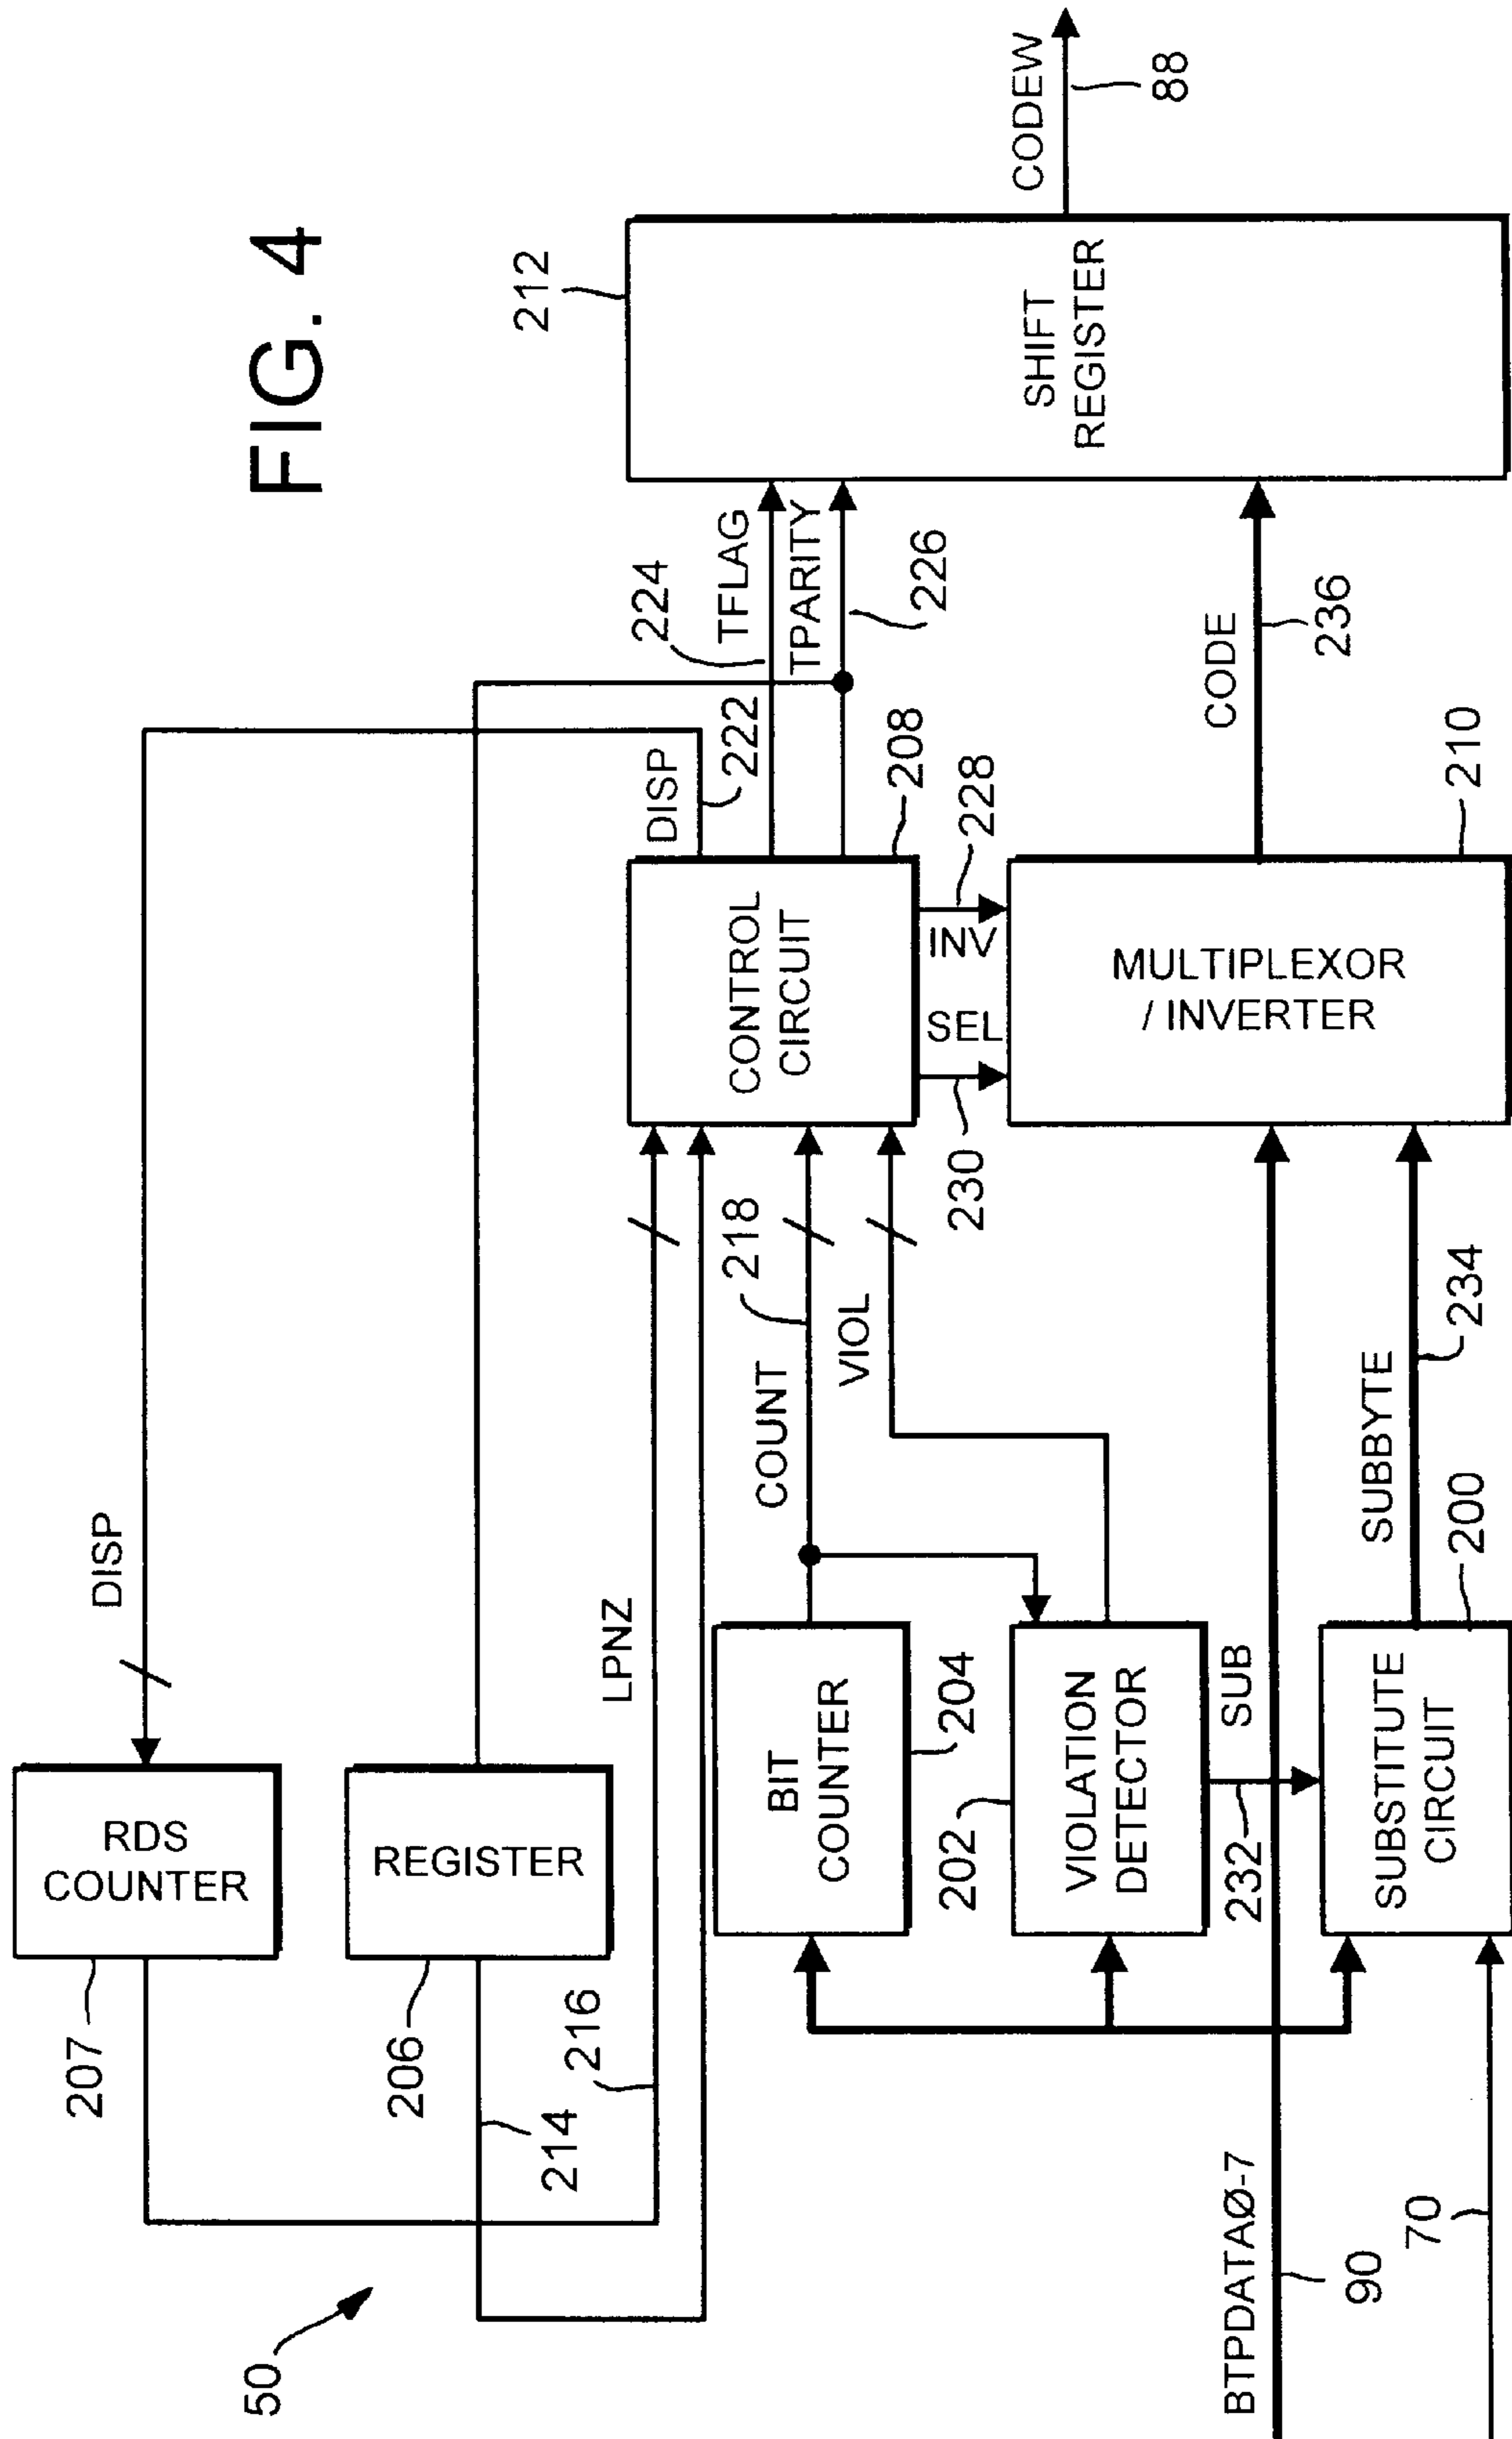 FIG. 4
50
207
RDS
COUNTER
DISP
DISP
222
206
REGISTER
214
216
LPNZ
224
TFLAG
TPARITY
226
212
SHIFT
REGISTER
CODEW
88
BIT
COUNTER
204
COUNT
218
VIOL
CONTROL
CIRCUIT
208
202
VIOLATION
DETECTOR
SEL
INV
230
228
232
SUB
BTPDATAØ-7
90
MULTIPLEXOR
/ INVERTER
210
CODE
236
70
SUBSTITUTE
CIRCUIT
200
SUBBYTE
234